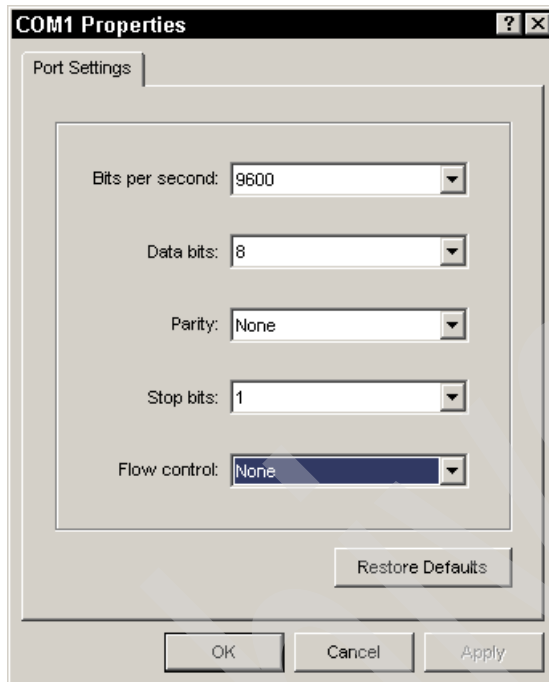 COM1 Properties
Port Settings
Bits per second: 9600
Data bits: 8
Parity: None
Stop bits: 1
Flow control: None
Restore Defaults
OK Cancel Apply